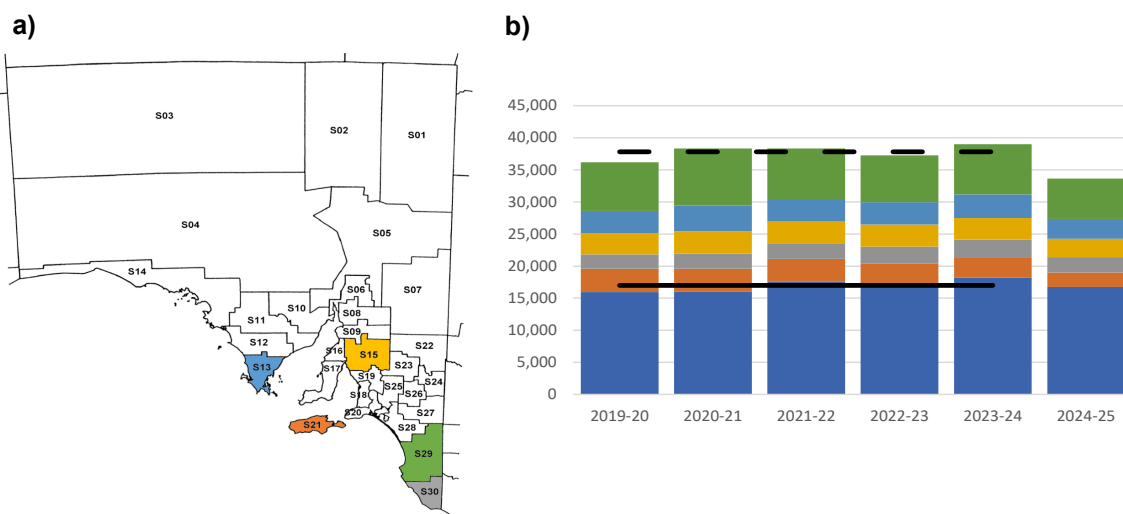 a)
b)
S03
S02
S01
S04
S05
S14
S06
S07
S10
S08
S11
S09
S12
S22
S16
S15
S13
S17
S23
S19
S24
S25
S26
S18
S20
S27
S21
S28
S29
S30
45,000
40,000
35,000
30,000
25,000
20,000
15,000
10,000
5,000
0
2019-20 2020-21 2021-22 2022-23 2023-24 2024-25